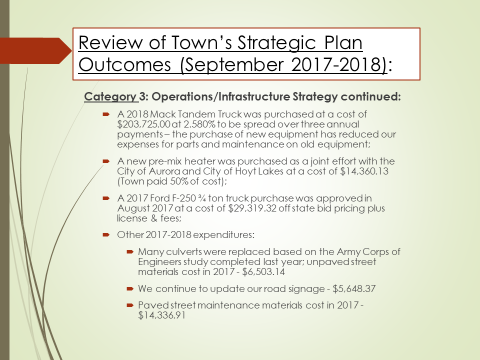 Review of Town's Strategic Plan
Outcomes (September 2017-2018):
Category 3: Operations/Infrastructure Strategy continued:
A 2018 Mack Tandem Truck was purchased at a cost of
$203,725.00 at 2.580% to be spread over three annual
payments – the purchase of new equipment has reduced our
expenses for parts and maintenance on old equipment;
A new pre-mix heater was purchased as a joint effort with the
City of Aurora and City of Hoyt Lakes at a cost of $14,360.13
(Town paid 50% of cost);
A 2017 Ford F-250 ¾ ton truck purchase was approved in
August 2017 at a cost of $29,319.32 off state bid pricing plus
license & fees;
Other 2017-2018 expenditures:
Many culverts were replaced based on the Army Corps of
Engineers study completed last year; unpaved street
materials cost in 2017 - $6,503.14
We continue to update our road signage - $5,648.37
Paved street maintenance materials cost in 2017 -
$14,336.91